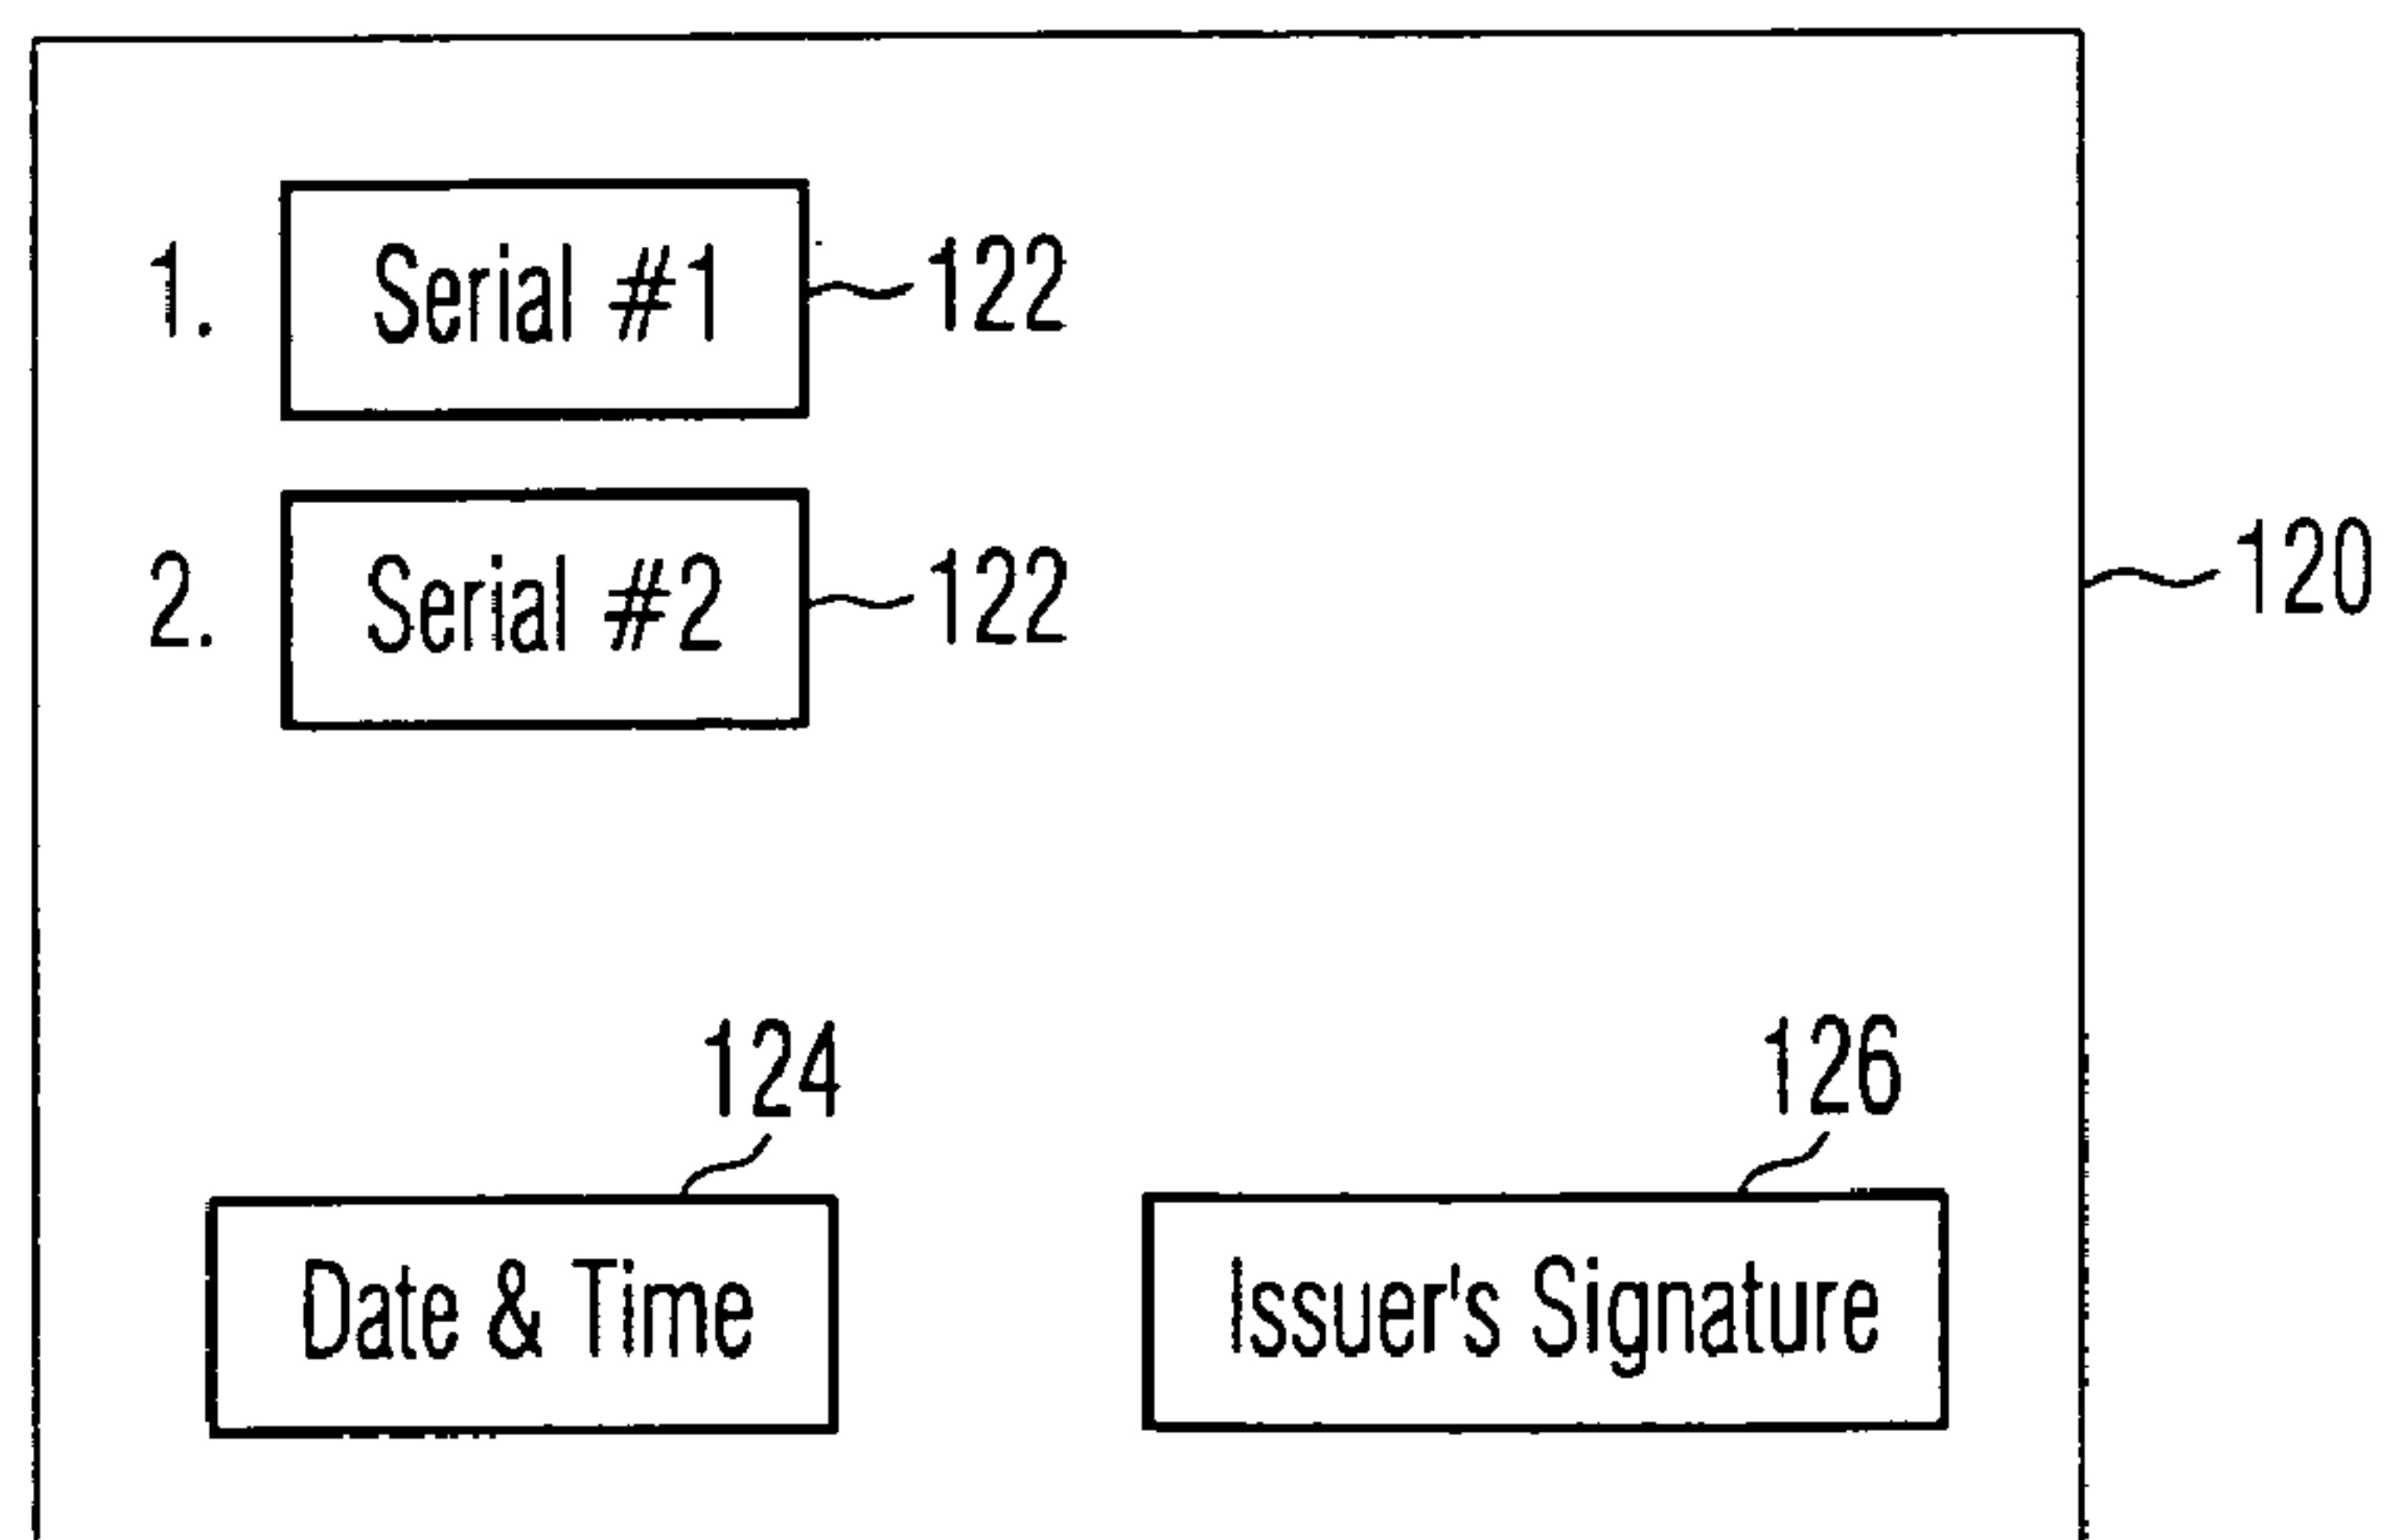 1. Serial #1 122
2. Serial #2 122
120
124 126
Date & Time Issuer's Signature